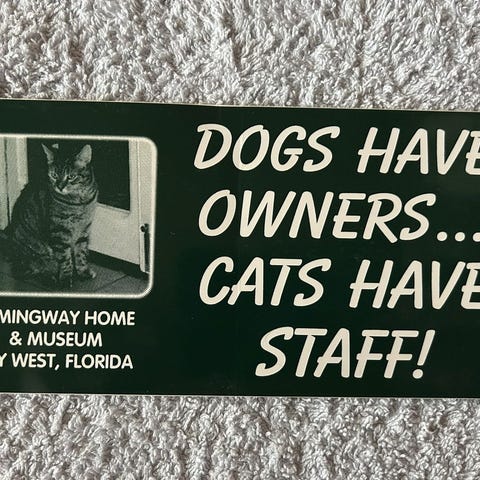 DOGS HAVE
OWNERS...
CATS HAVE
STAFF!
MINGWAY HOME
& MUSEUM
Y WEST, FLORIDA